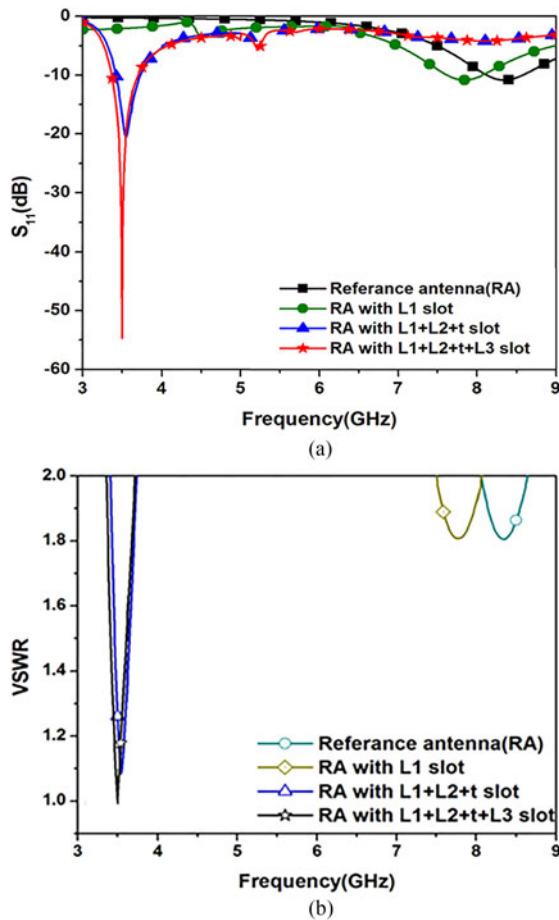 0
-10
-20
-30
-40
-50
-60
S11(dB)
Referance antenna(RA)
RA with L1 slot
RA with L1+L2+t slot
RA with L1+L2+t+L3 slot
3 4 5 6 7 8 9
Frequency(GHz)
(a)
2.0
1.8
1.6
1.4
1.2
1.0
VSWR
Referance antenna(RA)
RA with L1 slot
RA with L1+L2+t slot
RA with L1+L2+t+L3 slot
3 4 5 6 7 8 9
Frequency(GHz)
(b)